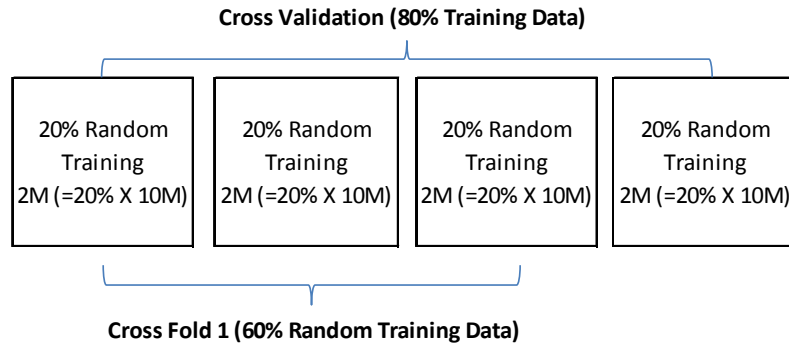 Cross Validation (80% Training Data)
20% Random
Training
2M (=20% X 10M)
20% Random
Training
2M (=20% X 10M)
20% Random
Training
2M (=20% X 10M)
20% Random
Training
2M (=20% X 10M)
Cross Fold 1 (60% Random Training Data)